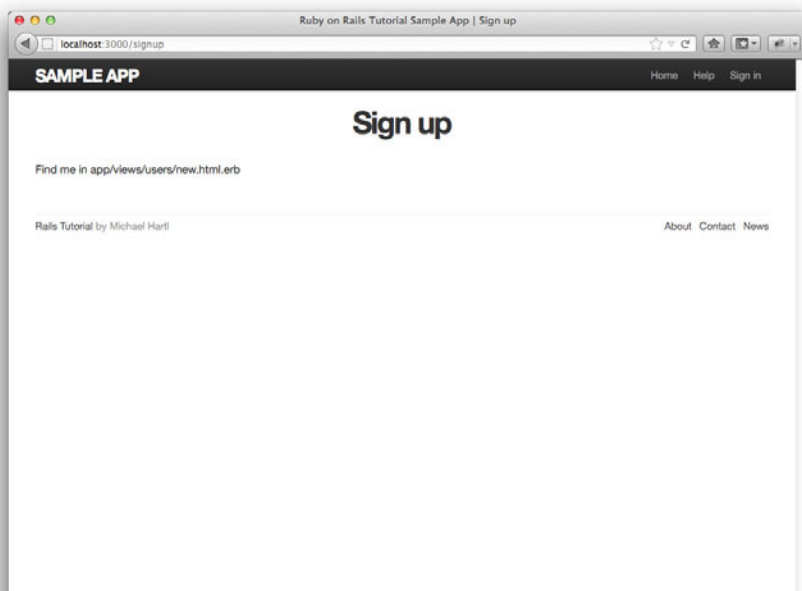 Ruby on Rails Tutorial Sample App | Sign up
localhost:3000/signup
SAMPLE APP
Home Help Sign in
Sign up
Find me in app/views/users/new.html.erb
Rails Tutorial by Michael Hartl
About Contact News